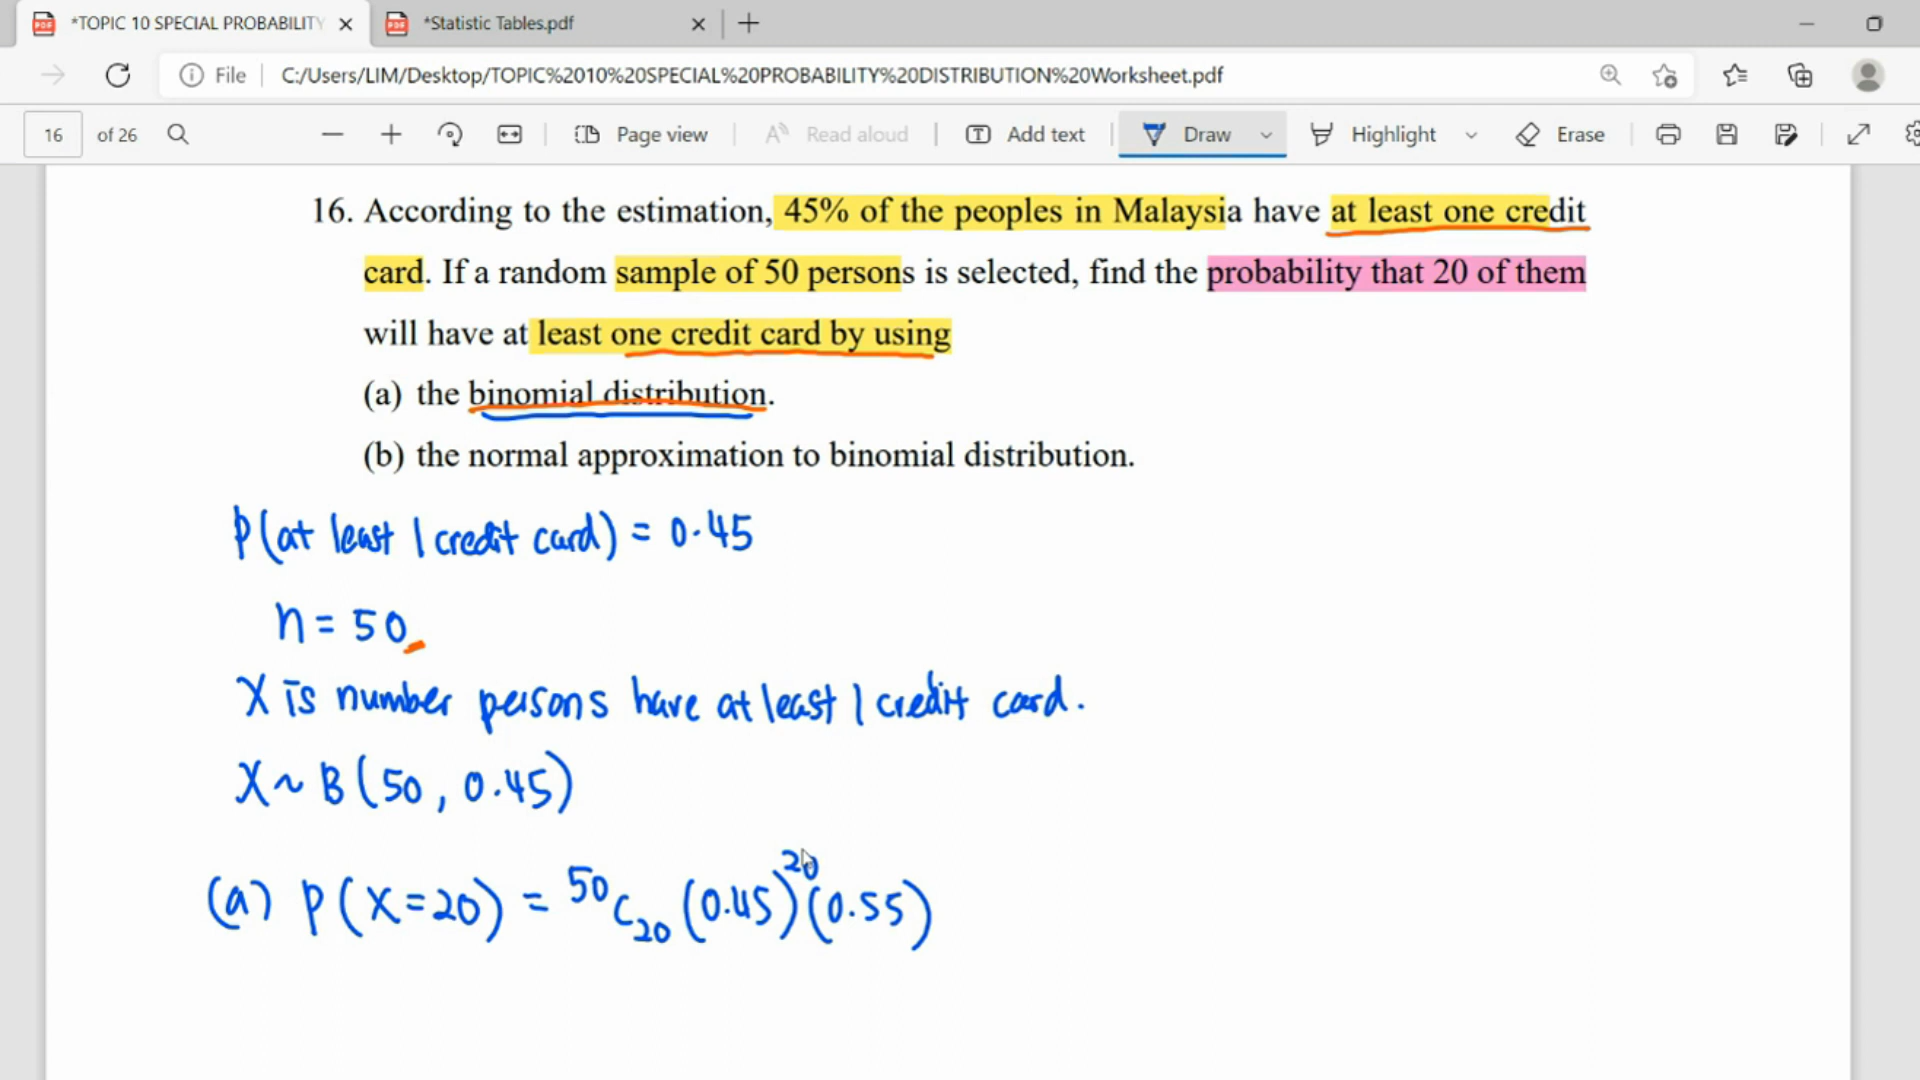 *TOPIC 10 SPECIAL PROBABILITY
*Statistic Tables.pdf
File
C:/Users/LIM/Desktop/TOPIC%2010%20SPECIAL%20PROBABILITY%20DISTRIBUTION%20Worksheet.pdf
16 of 26
Page view
Read aloud
Add text
Draw
Highlight
Erase
16. According to the estimation, 45% of the peoples in Malaysia have at least one credit
card. If a random sample of 50 persons is selected, find the probability that 20 of them
will have at least one credit card by using
(a) the binomial distribution.
(b) the normal approximation to binomial distribution.
P(at least 1 credit card) = 0.45
n = 50
X is number persons have at least 1 credit card.
X ~ B(50, 0.45)
(a) P(X=20) = ⁵⁰C₂₀ (0.45)²⁰(0.55)